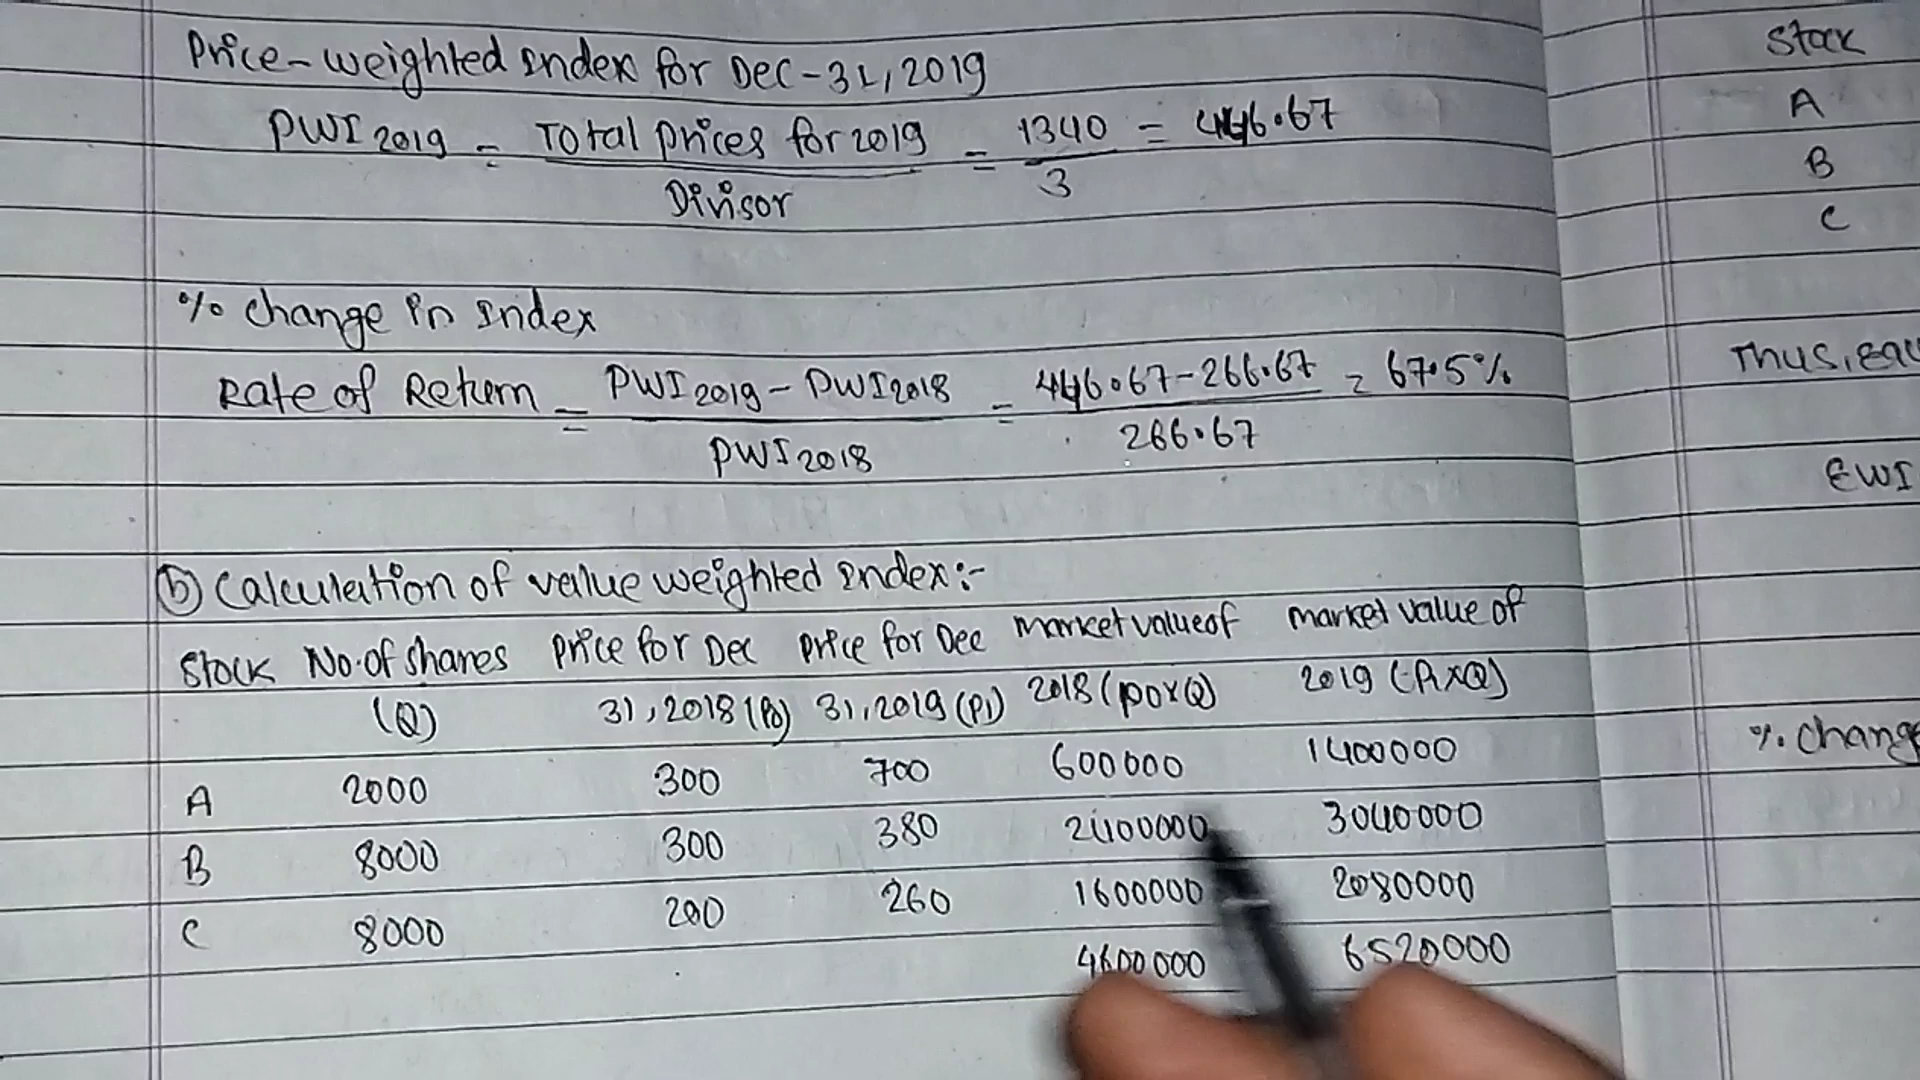 Price-weighted Index for Dec-31, 2019
PWI 2019 = Total prices for 2019 / Divisor = 1340 / 3 = 446.67
% change in Index
Rate of Return = PWI 2019 - PWI 2018 / PWI 2018 = 446.67-266.67 / 266.67 = 67.5%
(b) Calculation of value weighted Index:-
Stock No. of shares Price for Dec Price for Dec market value of market value of
(Q) 31, 2018 (P0) 31, 2019 (P1) 2018 (P0xQ) 2019 (P1xQ)
A 2000 300 700 600000 1400000
B 8000 300 380 2400000 3040000
C 8000 200 260 1600000 2080000
4600000 6520000
Stock
A
B
C
Thus,
EWI
% change